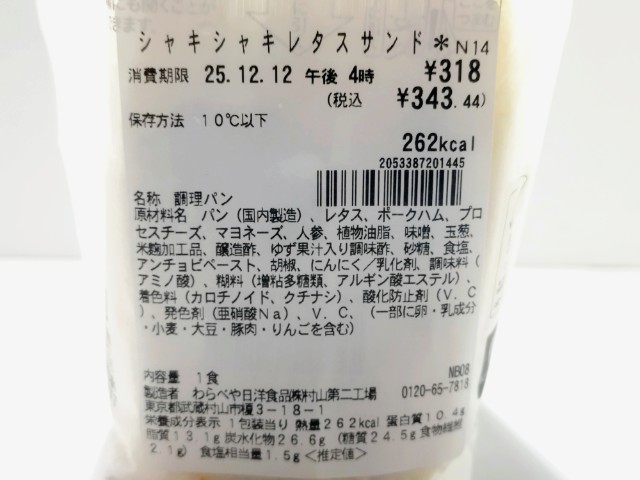 シャキシャキレタスサンド＊N14
消費期限 25.12.12 午後 4時 ¥318
(税込 ¥343.44)
保存方法 10℃以下
262kcal
2053387201445
名称 調理パン
原材料名 パン（国内製造）、レタス、ポークハム、プロ
セスチーズ、マヨネーズ、人参、植物油脂、味噌、玉葱、
米麹加工品、醸造酢、ゆず果汁入り調味酢、砂糖、食塩、
アンチョビペースト、胡椒、にんにく／乳化剤、調味料（
アミノ酸）、糊料（増粘多糖類、アルギン酸エステル）、
着色料（カロチノイド、クチナシ）、酸化防止剤（V．C
）、発色剤（亜硝酸Na）、V．C．（一部に卵・乳成分
・小麦・大豆・豚肉・りんごを含む）
内容量 1食 NB08
製造者 わらべや日洋食品㈱村山第二工場 0120-65-7818
東京都武蔵村山市榎3－18－1
栄養成分表示 1包装当り 熱量262kcal 蛋白質10.4g
脂質13.1g 炭水化物26.6g（糖質24.5g 食物繊維
2.1g） 食塩相当量1.5g＜推定値＞